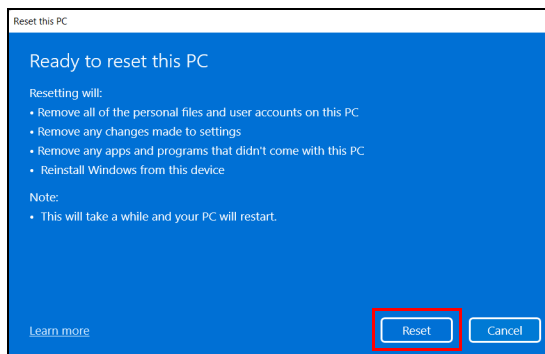 Reset this PC
Ready to reset this PC
Resetting will:
• Remove all of the personal files and user accounts on this PC
• Remove any changes made to settings
• Remove any apps and programs that didn't come with this PC
• Reinstall Windows from this device
Note:
• This will take a while and your PC will restart.
Learn more
Reset
Cancel